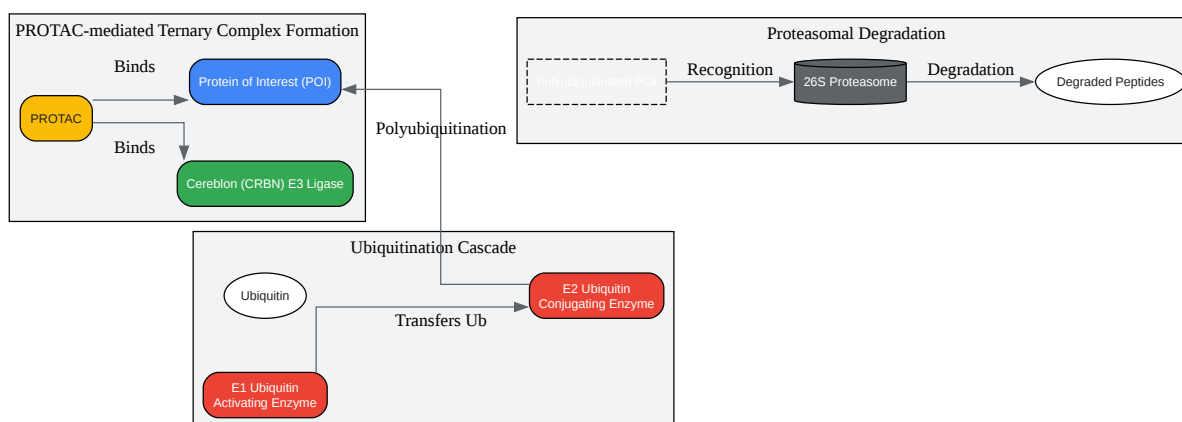 PROTAC-mediated Ternary Complex Formation
Binds
Protein of Interest (POI)
PROTAC
Binds
Cereblon (CRBN) E3 Ligase
Polyubiquitination
Proteasomal Degradation
Polyubiquitinated POI
Recognition
26S Proteasome
Degradation
Degraded Peptides
Ubiquitination Cascade
Ubiquitin
E2 Ubiquitin
Conjugating Enzyme
Transfers Ub
E1 Ubiquitin
Activating Enzyme